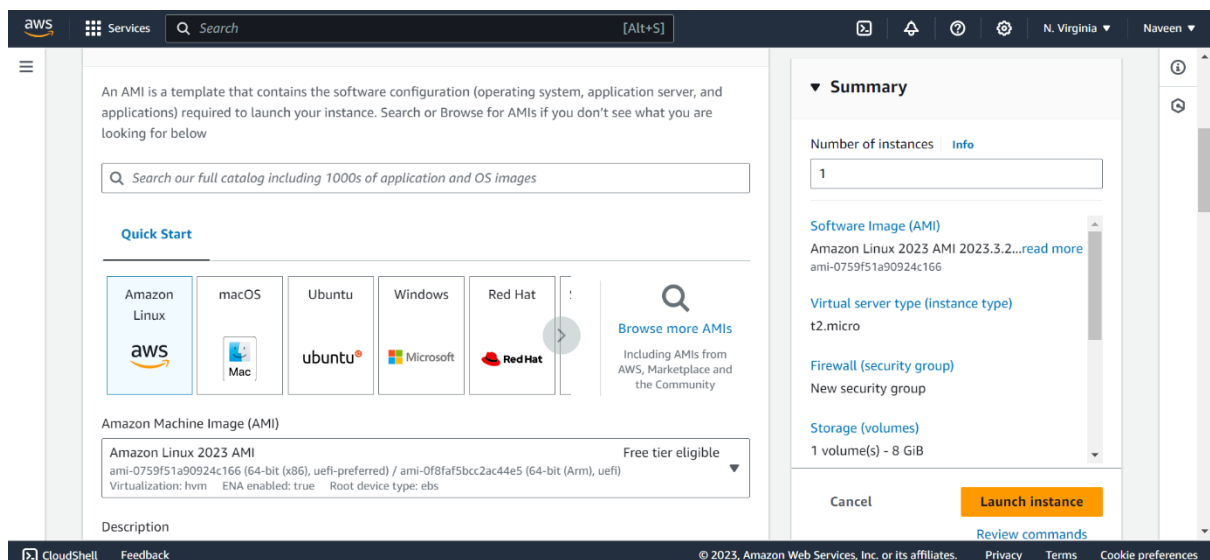 aws
Services
Search
[Alt+S]
N. Virginia ▼
Naveen ▼
An AMI is a template that contains the software configuration (operating system, application server, and
applications) required to launch your instance. Search or Browse for AMIs if you don't see what you are
looking for below
Search our full catalog including 1000s of application and OS images
Quick Start
Amazon
Linux
aws
macOS
Mac
Ubuntu
ubuntu
Windows
Microsoft
Red Hat
Red Hat
Browse more AMIs
Including AMIs from
AWS, Marketplace and
the Community
Amazon Machine Image (AMI)
Amazon Linux 2023 AMI
Free tier eligible
ami-0759f51a90924c166 (64-bit (x86), uefi-preferred) / ami-0f8faf5bcc2ac44e5 (64-bit (Arm), uefi)
Virtualization: hvm ENA enabled: true Root device type: ebs
Description
▼ Summary
Number of instances Info
1
Software Image (AMI)
Amazon Linux 2023 AMI 2023.3.2...read more
ami-0759f51a90924c166
Virtual server type (instance type)
t2.micro
Firewall (security group)
New security group
Storage (volumes)
1 volume(s) - 8 GiB
Cancel
Launch instance
Review commands
CloudShell
Feedback
© 2023, Amazon Web Services, Inc. or its affiliates.
Privacy
Terms
Cookie preferences